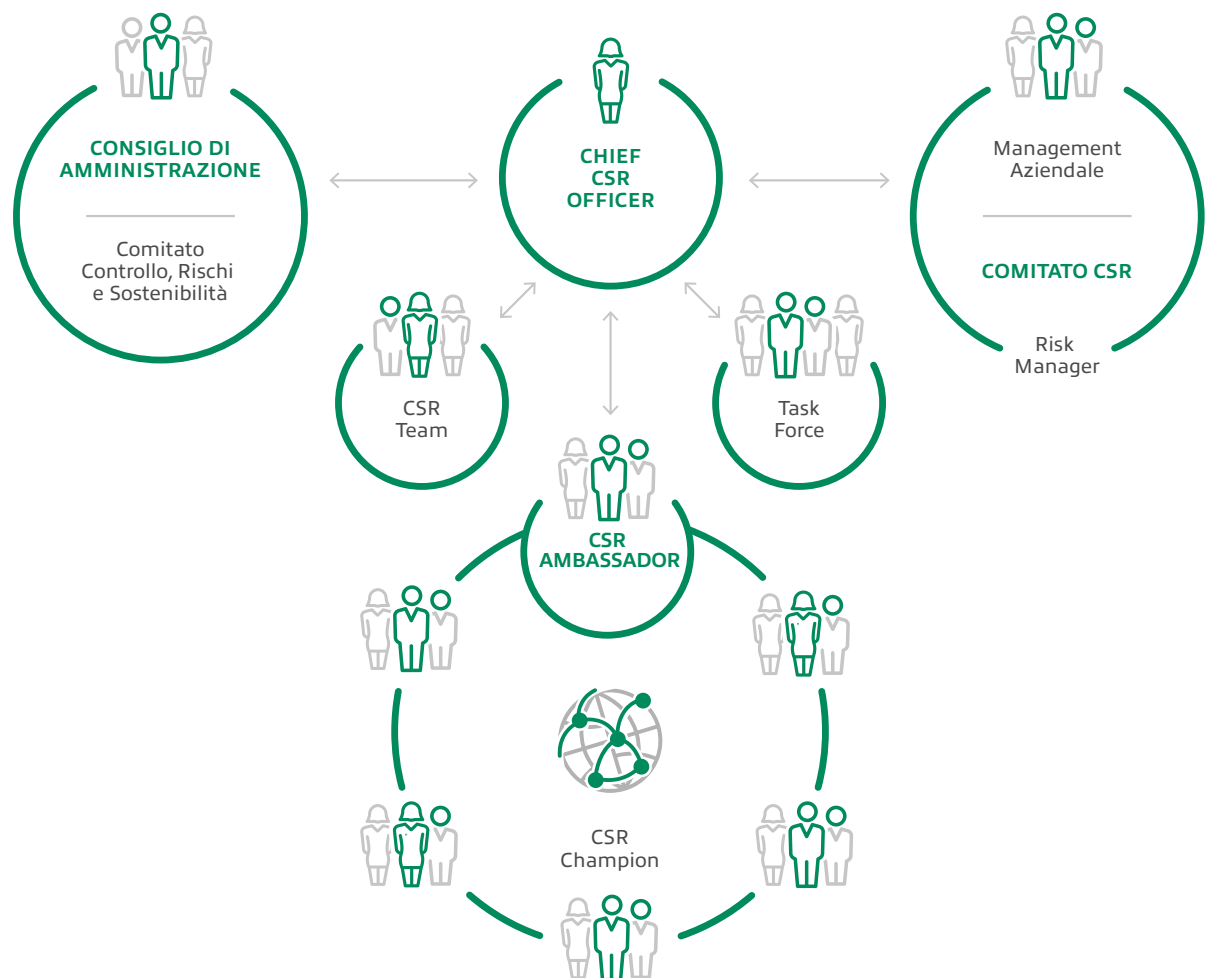 CONSIGLIO DI
AMMINISTRAZIONE
Comitato
Controllo, Rischi
e Sostenibilità
CHIEF
CSR
OFFICER
Management
Aziendale
COMITATO CSR
Risk
Manager
CSR
Team
Task
Force
CSR
AMBASSADOR
CSR
Champion